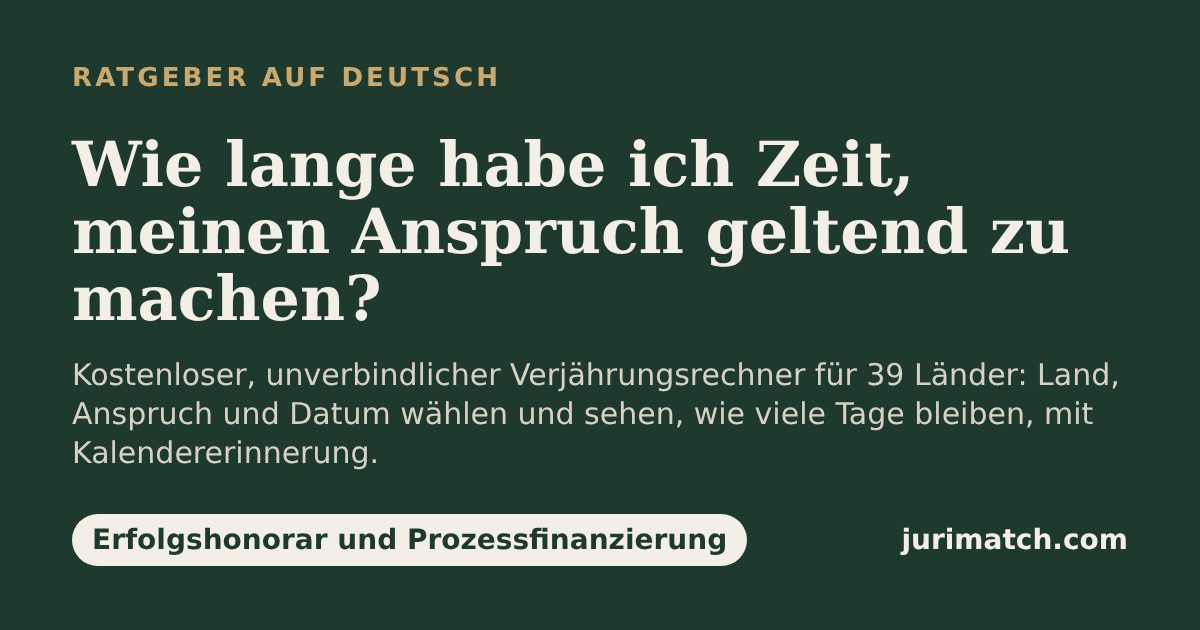 RATGEBER AUF DEUTSCH
Wie lange habe ich Zeit,
meinen Anspruch geltend zu
machen?
Kostenloser, unverbindlicher Verjährungsrechner für 39 Länder: Land,
Anspruch und Datum wählen und sehen, wie viele Tage bleiben, mit
Kalendererinnerung.
Erfolgshonorar und Prozessfinanzierung
jurimatch.com